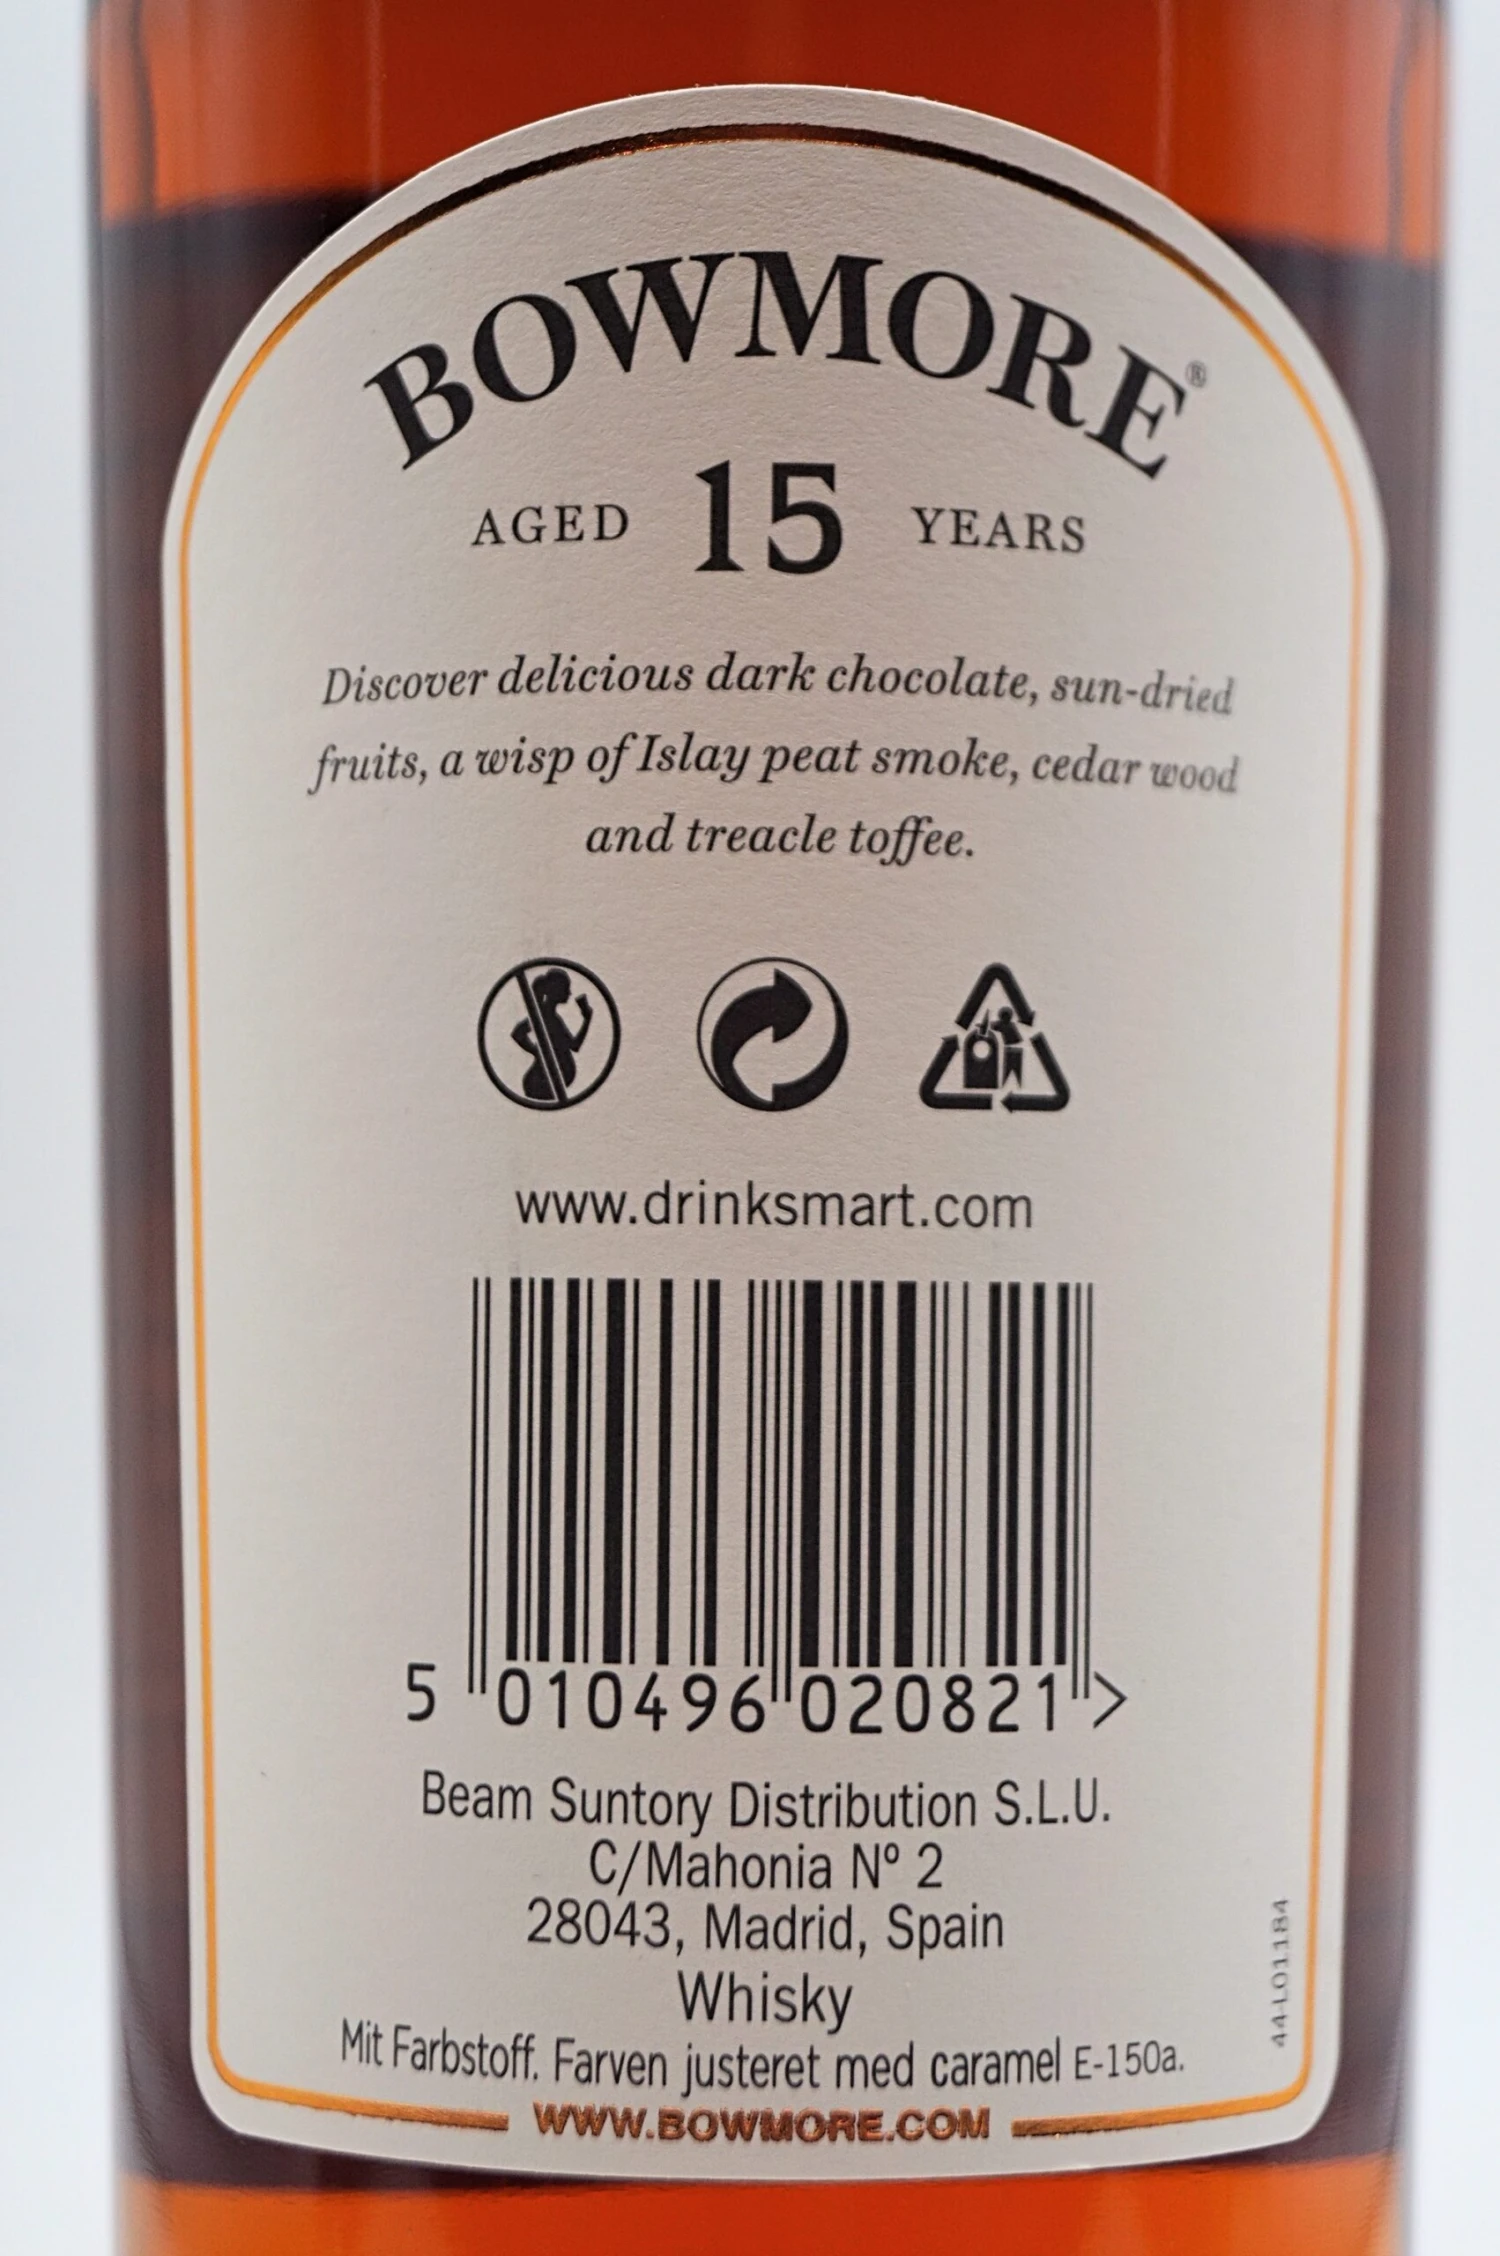 BOWMORE®
AGED 15 YEARS
Discover delicious dark chocolate, sun-dried
fruits, a wisp of Islay peat smoke, cedar wood
and treacle toffee.
www.drinksmart.com
5 010496 020821 >
Beam Suntory Distribution S.L.U.
C/Mahonia Nº 2
28043, Madrid, Spain
Whisky
Mit Farbstoff. Farven justeret med caramel E-150a.
WWW.BOWMORE.COM
44-L01184